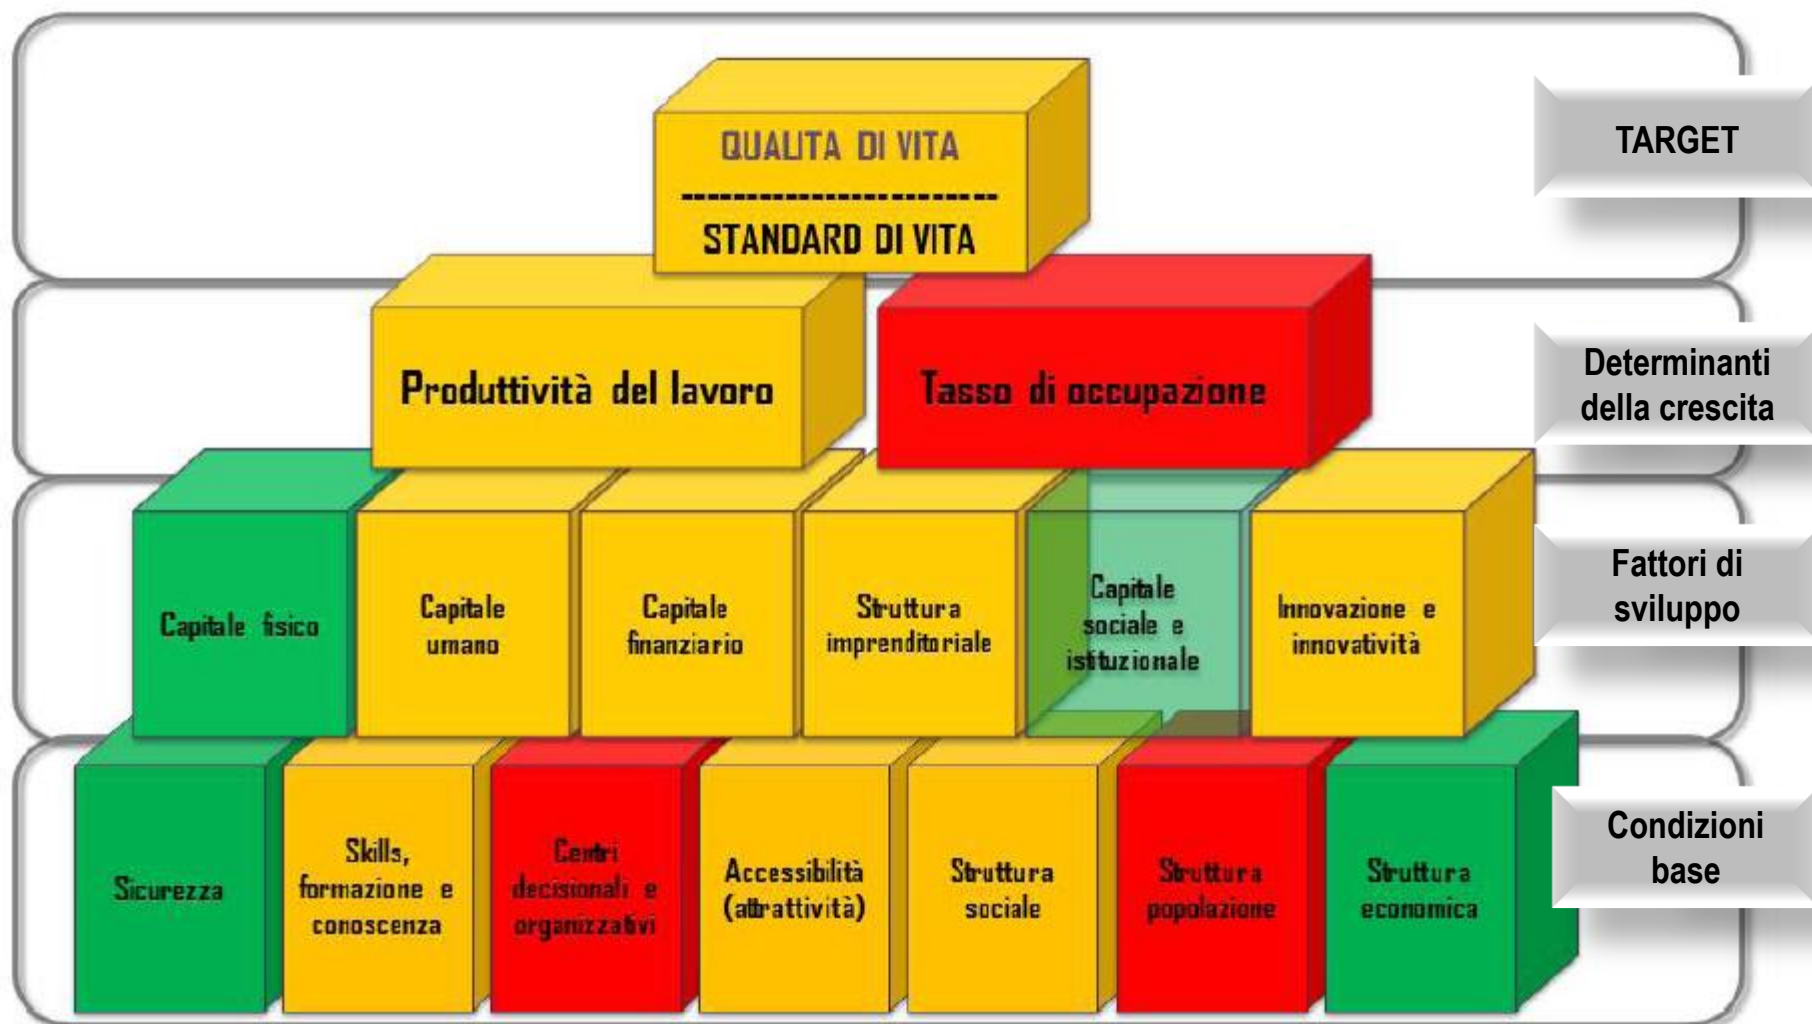 QUALITA DI VITA
------------------------
STANDARD DI VITA
TARGET
Produttività del lavoro
Tasso di occupazione
Determinanti
della crescita
Capitale fisico
Capitale
umano
Capitale
finanziario
Struttura
imprenditoriale
Capitale
sociale e
istituzionale
Innovazione e
innovatività
Fattori di
sviluppo
Sicurezza
Skills,
formazione e
conoscenza
Centri
decisionali e
organizzativi
Accessibilità
(attrattività)
Struttura
sociale
Struttura
popolazione
Struttura
economica
Condizioni
base